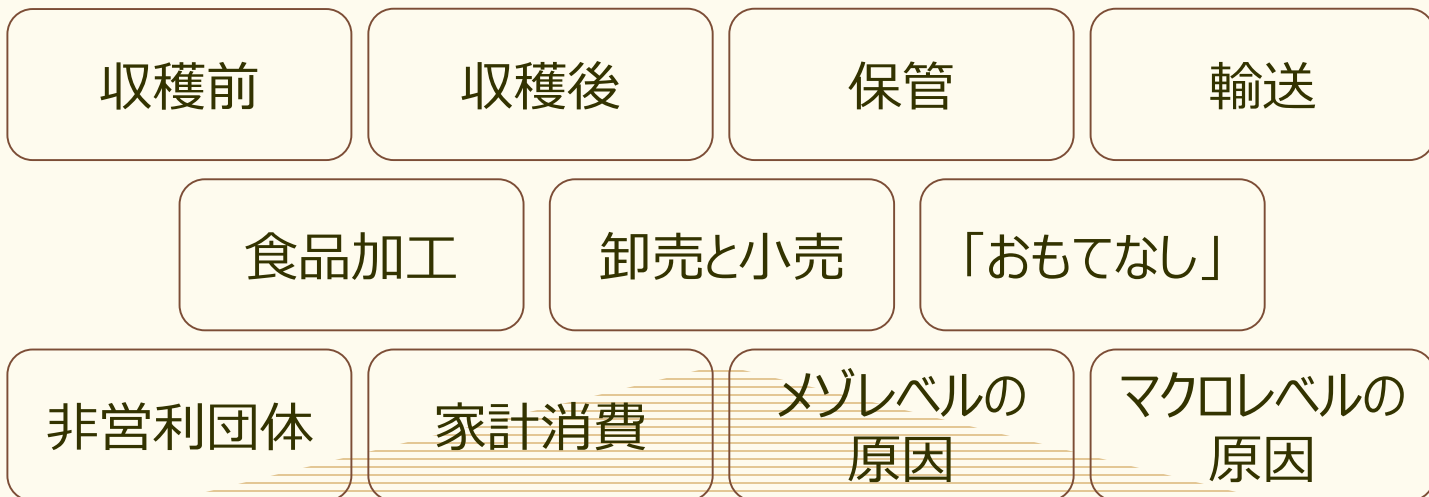 収穫前
収穫後
保管
輸送
食品加工
卸売と小売
「おもてなし」
非営利団体
家計消費
メゾレベルの
原因
マクロレベルの
原因